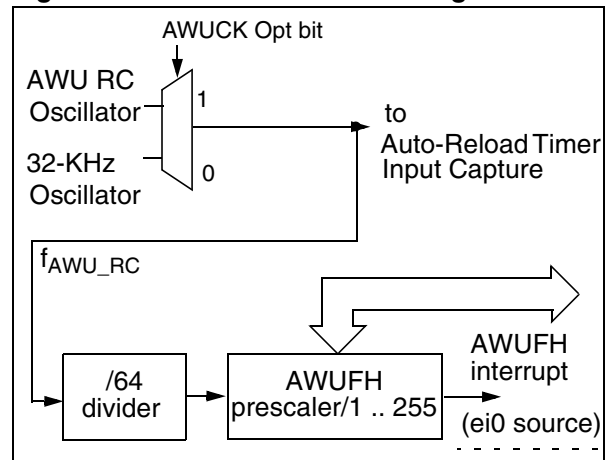 AWUCK Opt bit
AWU RC
Oscillator
1
to
Auto-Reload Timer
Input Capture
32-KHz
Oscillator
0
fAWU_RC
/64
divider
AWUFH
prescaler/1 .. 255
AWUFH
interrupt
(ei0 source)